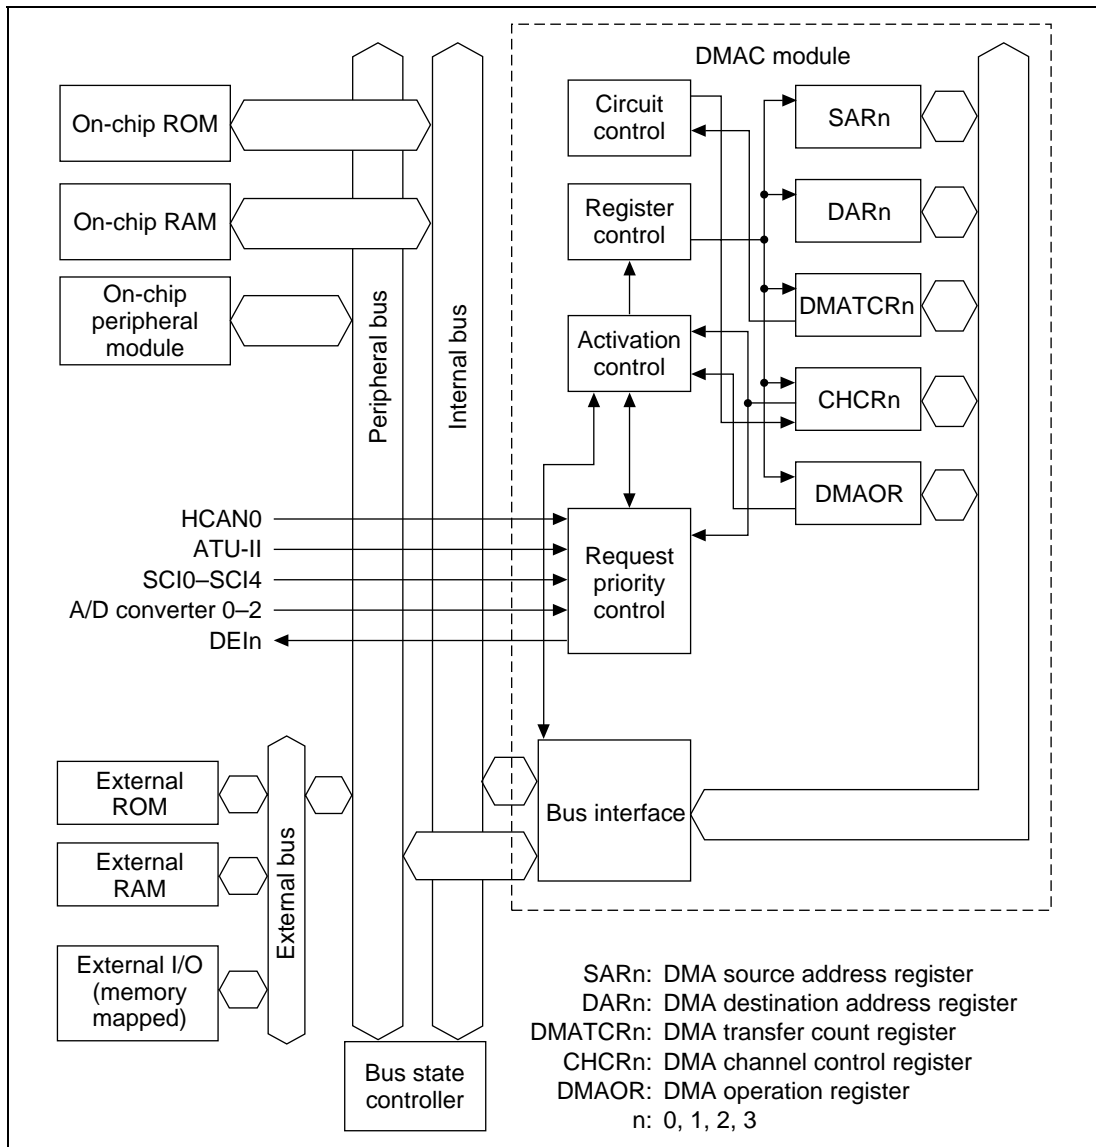 DMAC module
On-chip ROM
Circuit
control
SARn
On-chip RAM
Register
control
DARn
On-chip
peripheral
module
Peripheral bus
Internal bus
Activation
control
DMATCRn
CHCRn
DMAOR
HCAN0
ATU-II
SCI0–SCI4
A/D converter 0–2
DEIn
Request
priority
control
External
ROM
External
RAM
External I/O
(memory
mapped)
External bus
Bus interface
Bus state
controller
SARn: DMA source address register
DARn: DMA destination address register
DMATCRn: DMA transfer count register
CHCRn: DMA channel control register
DMAOR: DMA operation register
n: 0, 1, 2, 3